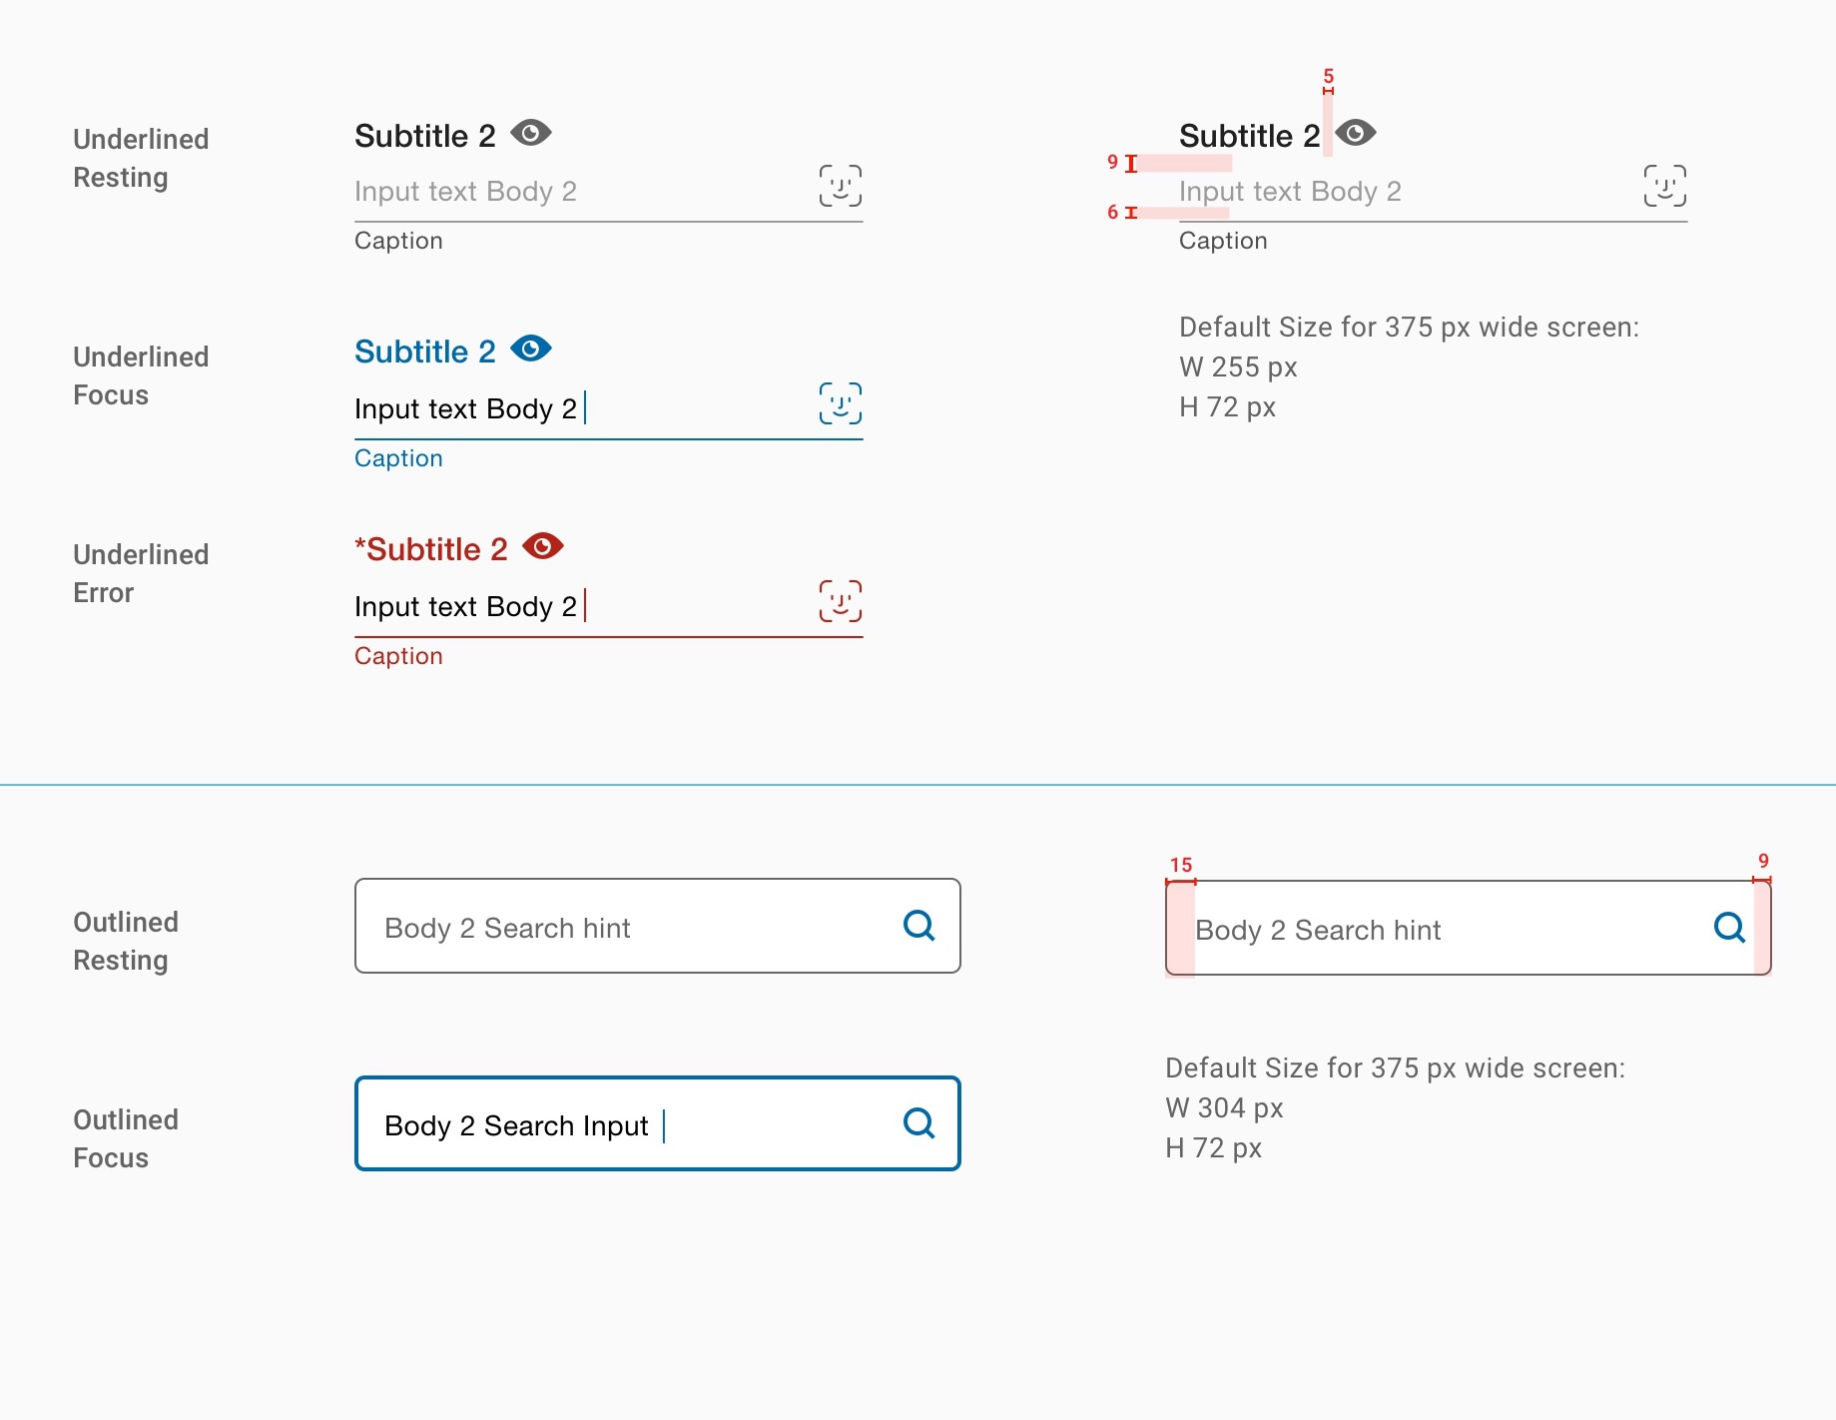 Underlined
Resting
Subtitle 2
Input text Body 2
Caption
5
Subtitle 2
9
Input text Body 2
6
Caption
Default Size for 375 px wide screen:
W 255 px
H 72 px
Underlined
Focus
Subtitle 2
Input text Body 2
Caption
Underlined
Error
*Subtitle 2
Input text Body 2
Caption
Outlined
Resting
Body 2 Search hint
15
9
Body 2 Search hint
Default Size for 375 px wide screen:
W 304 px
H 72 px
Outlined
Focus
Body 2 Search Input